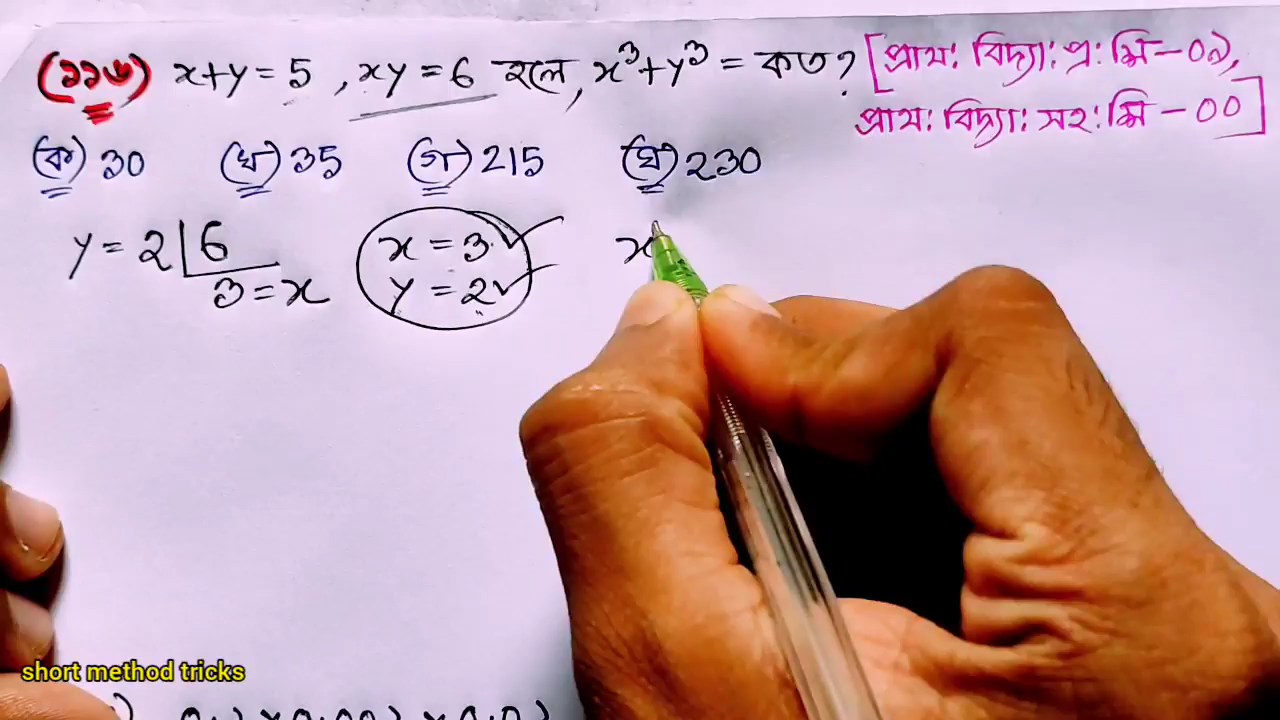 (১১৬) x+y = 5 , xy = 6 হলে, x³+y³ = কত? [প্রাথ: বিদ্যা: প্র: শি - ০৯,
প্রাথ: বিদ্যা: সহ: শি - ০০]
(ক) 30 (খ) 35 (গ) 215 (ঘ) 230
y = 2 | 6
3 = x
x = 3
y = 2
x
short method tricks